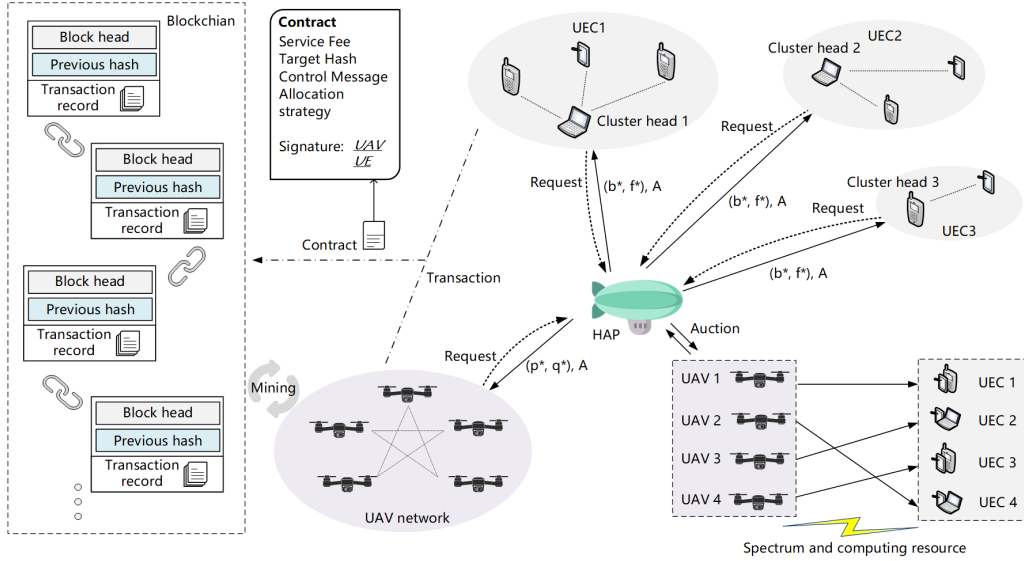 Blockchian
Block head
Previous hash
Transaction
record
Block head
Previous hash
Transaction
record
Block head
Previous hash
Transaction
record
Block head
Previous hash
Transaction
record
Contract
Service Fee
Target Hash
Control Message
Allocation
strategy
Signature: UAV
UE
Contract
Transaction
Mining
UAV network
Request
(p*, q*), A
UEC1
Cluster head 1
Request
(b*, f*), A
UEC2
Cluster head 2
Request
(b*, f*), A
Cluster head 3
UEC3
Request
(b*, f*), A
HAP
Auction
UAV 1
UAV 2
UAV 3
UAV 4
UEC 1
UEC 2
UEC 3
UEC 4
Spectrum and computing resource